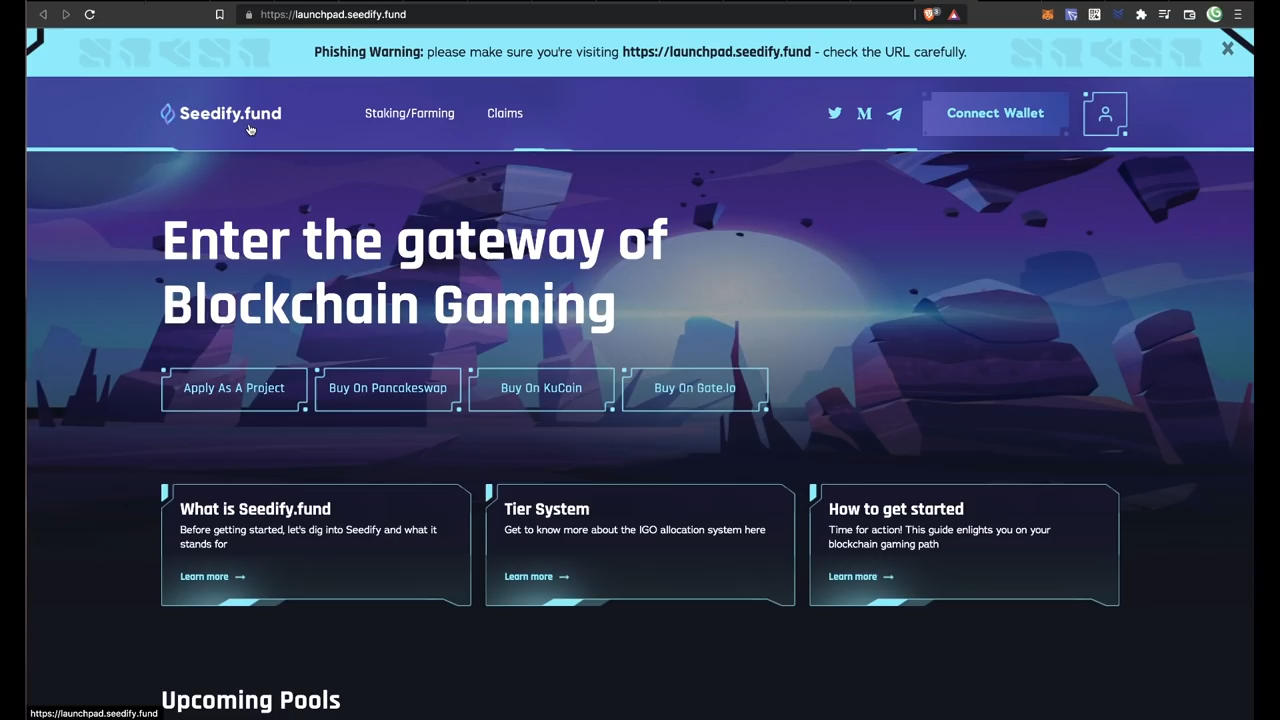 https://launchpad.seedify.fund
3
Phishing Warning: please make sure you're visiting https://launchpad.seedify.fund - check the URL carefully.
Seedify.fund
Staking/Farming
Claims
Connect Wallet
Enter the gateway of
Blockchain Gaming
Apply As A Project
Buy On Pancakeswap
Buy On KuCoin
Buy On Gate.Io
What is Seedify.fund
Before getting started, let's dig into Seedify and what it
stands for
Learn more →
Tier System
Get to know more about the IGO allocation system here
Learn more →
How to get started
Time for action! This guide enlights you on your
blockchain gaming path
Learn more →
Upcoming Pools
https://launchpad.seedify.fund